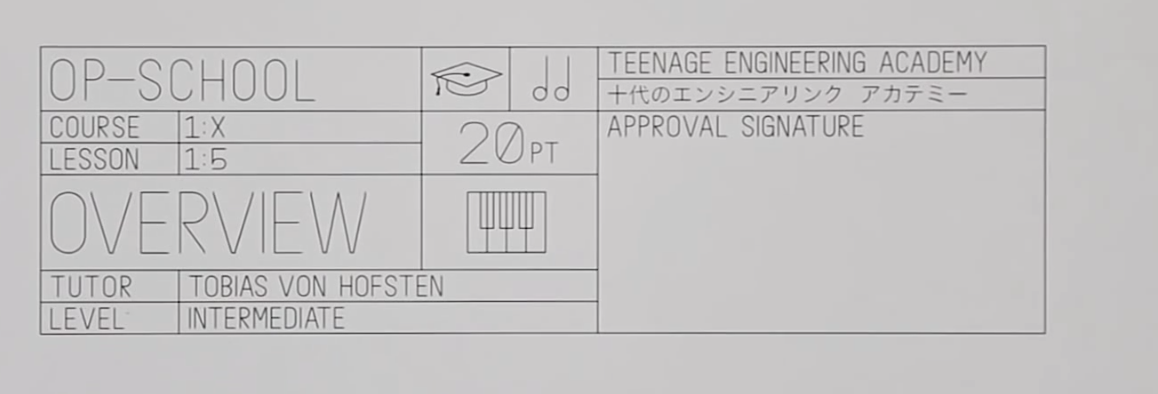 OP-SCHOOL
TEENAGE ENGINEERING ACADEMY
十代のエンシニアリンク アカテミー
COURSE 1:X
LESSON 1:5
20PT
APPROVAL SIGNATURE
OVERVIEW
TUTOR TOBIAS VON HOFSTEN
LEVEL INTERMEDIATE